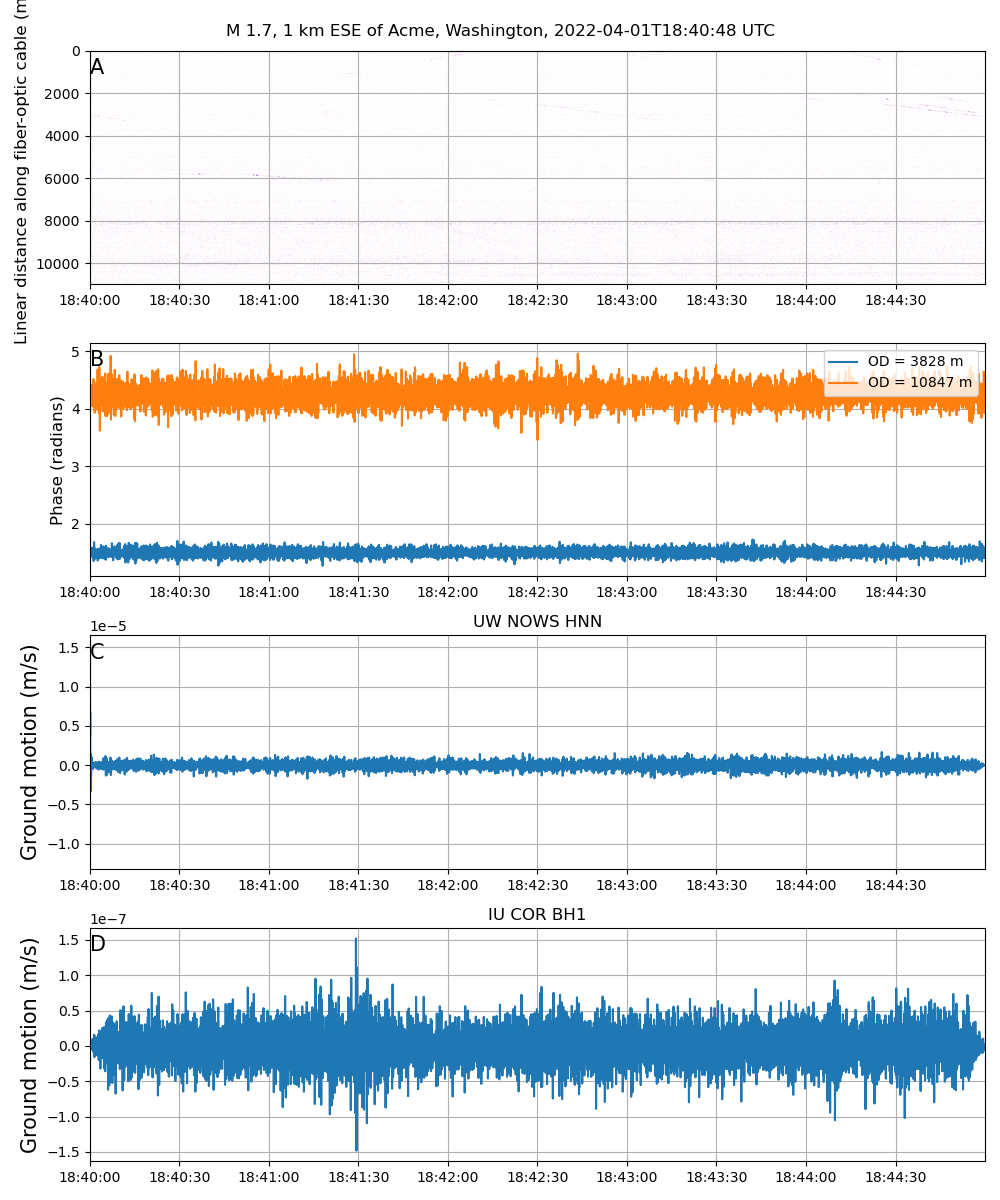 M 1.7, 1 km ESE of Acme, Washington, 2022-04-01T18:40:48 UTC
Linear distance along fiber-optic cable (m
A
0
2000
4000
6000
8000
10000
18:40:00 18:40:30 18:41:00 18:41:30 18:42:00 18:42:30 18:43:00 18:43:30 18:44:00 18:44:30
Phase (radians)
B
5
4
3
2
OD = 3828 m
OD = 10847 m
18:40:00 18:40:30 18:41:00 18:41:30 18:42:00 18:42:30 18:43:00 18:43:30 18:44:00 18:44:30
UW NOWS HNN
1e−5
Ground motion (m/s)
C
1.5
1.0
0.5
0.0
−0.5
−1.0
18:40:00 18:40:30 18:41:00 18:41:30 18:42:00 18:42:30 18:43:00 18:43:30 18:44:00 18:44:30
IU COR BH1
1e−7
Ground motion (m/s)
D
1.5
1.0
0.5
0.0
−0.5
−1.0
−1.5
18:40:00 18:40:30 18:41:00 18:41:30 18:42:00 18:42:30 18:43:00 18:43:30 18:44:00 18:44:30